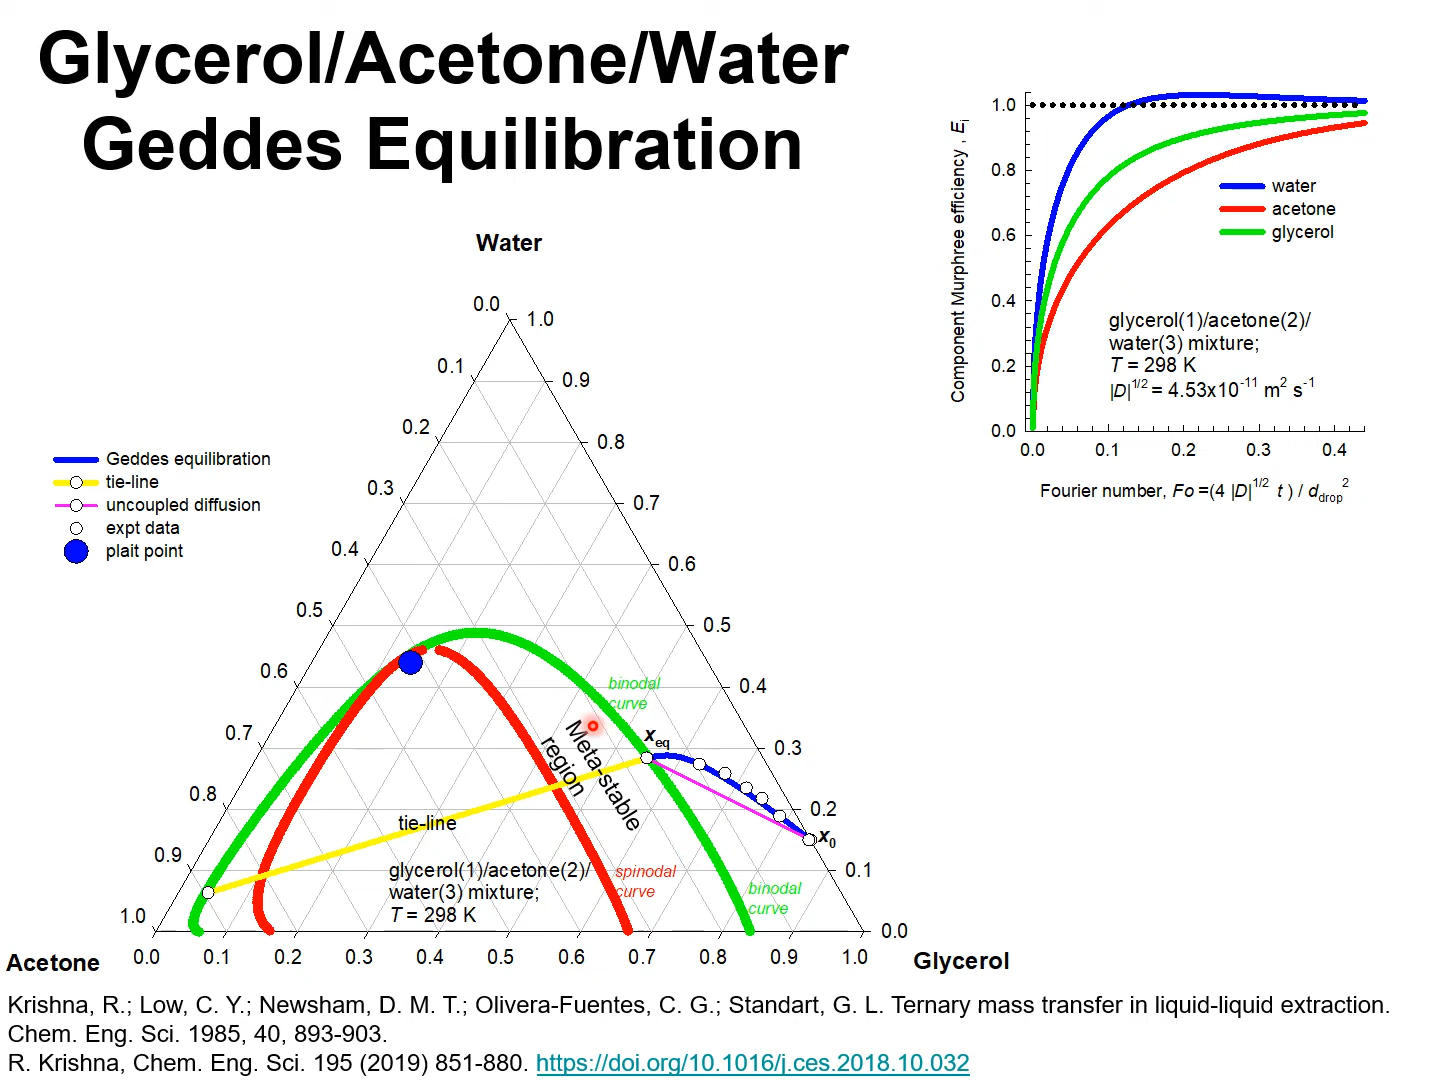 Glycerol/Acetone/Water
Geddes Equilibration
Water
0.0
1.0
0.1
0.9
0.2
0.8
0.3
0.7
0.4
0.6
0.5
0.5
0.6
0.4
0.7
0.3
0.8
0.2
0.9
0.1
1.0
0.0
Geddes equilibration
tie-line
uncoupled diffusion
expt data
plait point
binodal
curve
Meta-stable
region
xeq
x0
tie-line
glycerol(1)/acetone(2)/
water(3) mixture;
T = 298 K
spinodal
curve
binodal
curve
Acetone
0.0 0.1 0.2 0.3 0.4 0.5 0.6 0.7 0.8 0.9 1.0
Glycerol
Component Murphree efficiency , Ei
1.0
0.8
0.6
0.4
0.2
0.0
water
acetone
glycerol
glycerol(1)/acetone(2)/
water(3) mixture;
T = 298 K
|D|1/2 = 4.53x10-11 m2 s-1
0.0 0.1 0.2 0.3 0.4
Fourier number, Fo =(4 |D|1/2 t ) / ddrop2
Krishna, R.; Low, C. Y.; Newsham, D. M. T.; Olivera-Fuentes, C. G.; Standart, G. L. Ternary mass transfer in liquid-liquid extraction.
Chem. Eng. Sci. 1985, 40, 893-903.
R. Krishna, Chem. Eng. Sci. 195 (2019) 851-880. https://doi.org/10.1016/j.ces.2018.10.032